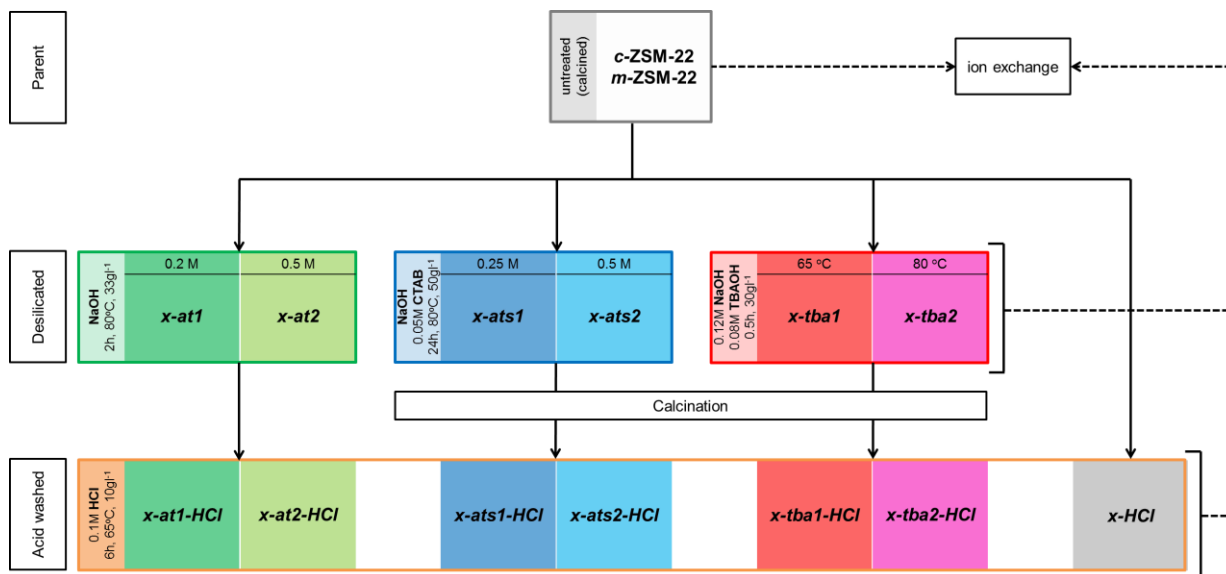 Parent
untreated
(calcined)
c-ZSM-22
m-ZSM-22
ion exchange
Desilicated
NaOH
2h, 80ºC, 33gl-1
0.2 M
0.5 M
x-at1
x-at2
NaOH
0.05M CTAB
24h, 80ºC, 50gl-1
0.25 M
0.5 M
x-ats1
x-ats2
0.12M NaOH
0.08M TBAOH
0.5h, 30gl-1
65 ºC
80 ºC
x-tba1
x-tba2
Calcination
Acid washed
0.1M HCl
6h, 65ºC, 10gl-1
x-at1-HCl
x-at2-HCl
x-ats1-HCl
x-ats2-HCl
x-tba1-HCl
x-tba2-HCl
x-HCl